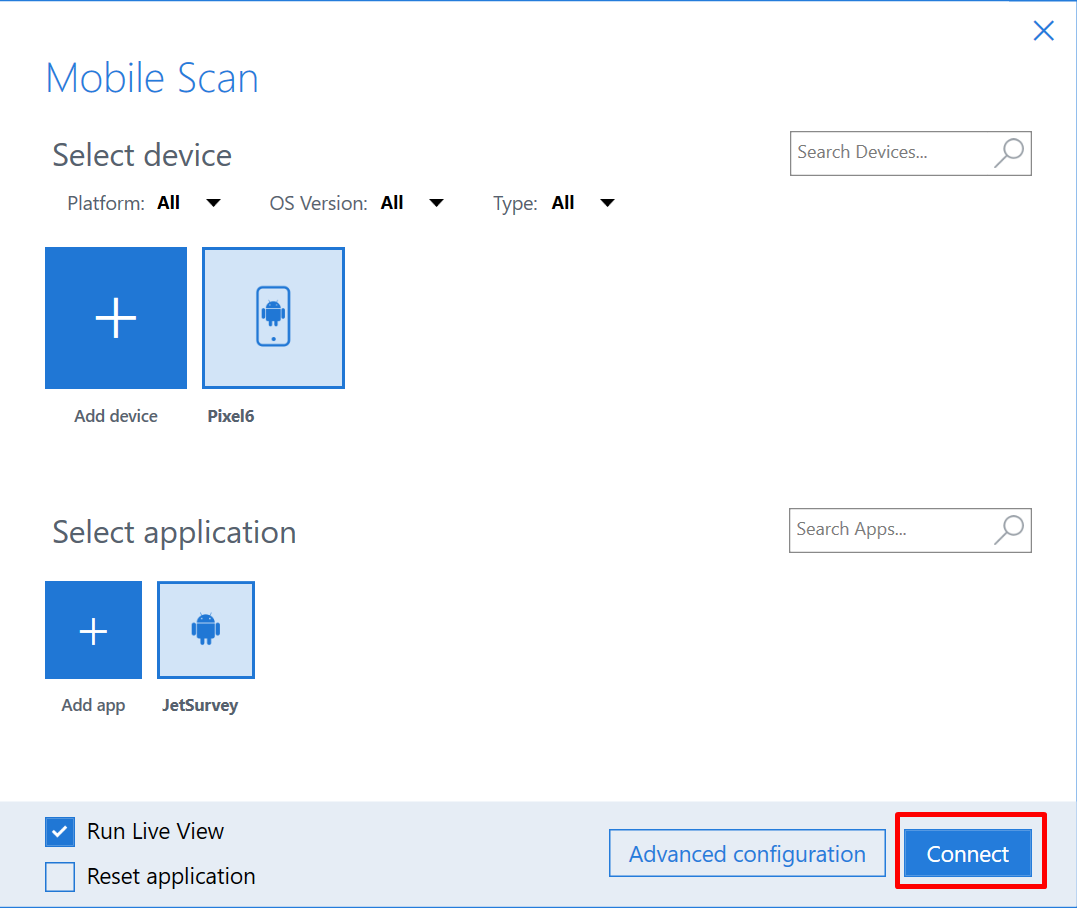 Mobile Scan
Select device
Search Devices...
Platform: All OS Version: All Type: All
Add device Pixel6
Select application
Search Apps...
Add app JetSurvey
Run Live View
Reset application
Advanced configuration Connect